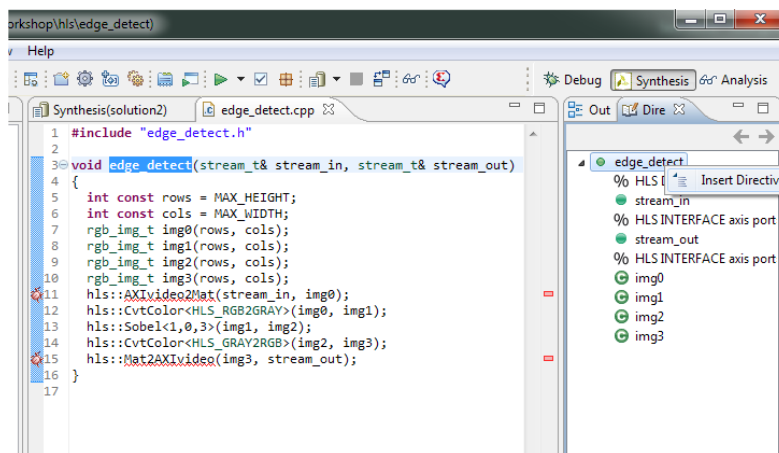 orkshop\hls\edge_detect)
Help
Debug Synthesis Analysis
Synthesis(solution2) edge_detect.cpp
1 #include "edge_detect.h"
2
3 void edge_detect(stream_t& stream_in, stream_t& stream_out)
4 {
5 int const rows = MAX_HEIGHT;
6 int const cols = MAX_WIDTH;
7 rgb_img_t img0(rows, cols);
8 rgb_img_t img1(rows, cols);
9 rgb_img_t img2(rows, cols);
10 rgb_img_t img3(rows, cols);
11 hls::AXIvideo2Mat(stream_in, img0);
12 hls::CvtColor<HLS_RGB2GRAY>(img0, img1);
13 hls::Sobel<1,0,3>(img1, img2);
14 hls::CvtColor<HLS_GRAY2RGB>(img2, img3);
15 hls::Mat2AXIvideo(img3, stream_out);
16 }
17
Out Dire
edge_detect
% HLS
Insert Directiv
stream_in
% HLS INTERFACE axis port
stream_out
% HLS INTERFACE axis port
img0
img1
img2
img3